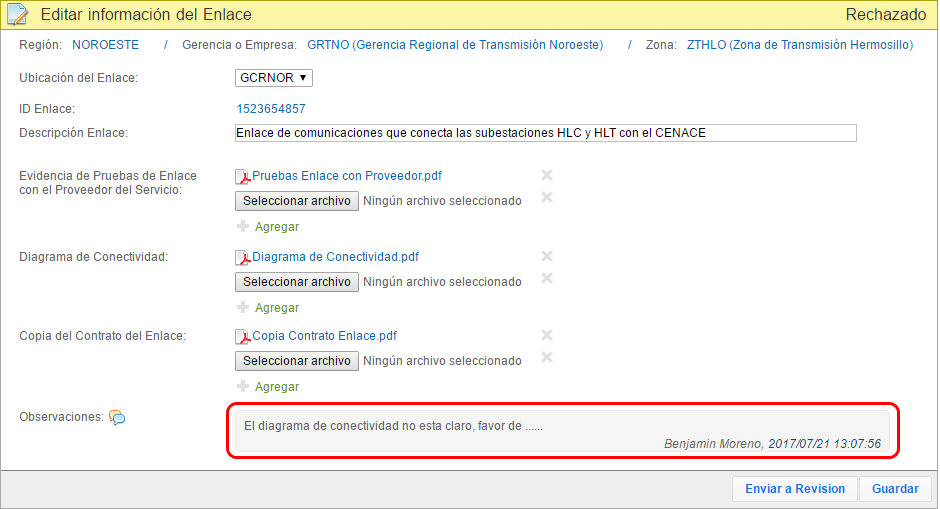 Editar información del Enlace Rechazado
Región: NOROESTE / Gerencia o Empresa: GRTNO (Gerencia Regional de Transmisión Noroeste) / Zona: ZTHLO (Zona de Transmisión Hermosillo)
Ubicación del Enlace: GCRNOR
ID Enlace: 1523654857
Descripción Enlace: Enlace de comunicaciones que conecta las subestaciones HLC y HLT con el CENACE
Evidencia de Pruebas de Enlace
con el Proveedor del Servicio:
Pruebas Enlace con Proveedor.pdf
Seleccionar archivo Ningún archivo seleccionado
Agregar
Diagrama de Conectividad: Diagrama de Conectividad.pdf
Seleccionar archivo Ningún archivo seleccionado
Agregar
Copia del Contrato del Enlace: Copia Contrato Enlace.pdf
Seleccionar archivo Ningún archivo seleccionado
Agregar
Observaciones: El diagrama de conectividad no esta claro, favor de ......
Benjamin Moreno, 2017/07/21 13:07:56
Enviar a Revision Guardar